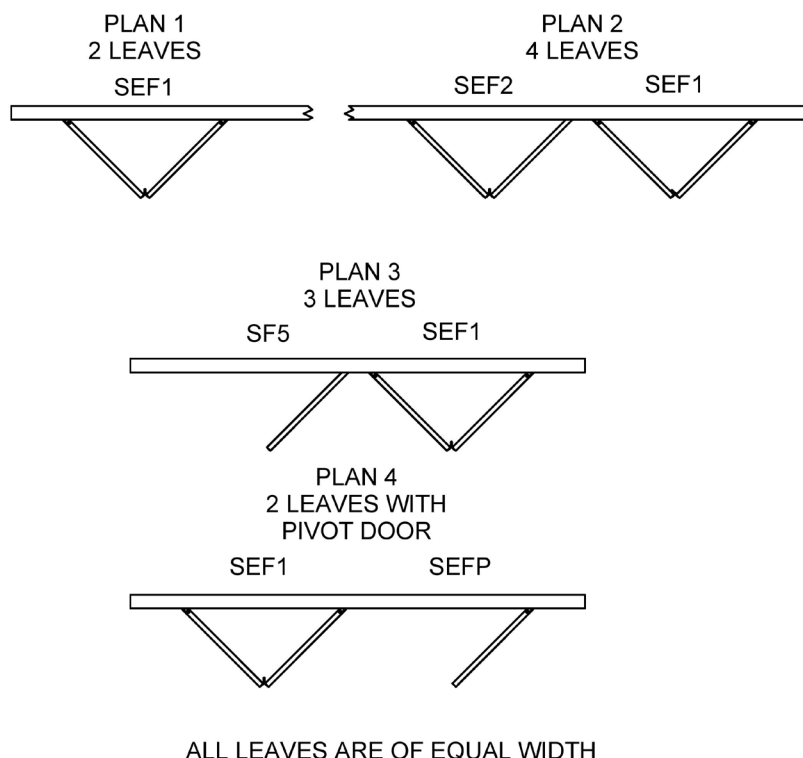 PLAN 1
2 LEAVES
SEF1
PLAN 2
4 LEAVES
SEF2 SEF1
PLAN 3
3 LEAVES
SF5 SEF1
PLAN 4
2 LEAVES WITH
PIVOT DOOR
SEF1 SEFP
ALL LEAVES ARE OF EQUAL WIDTH